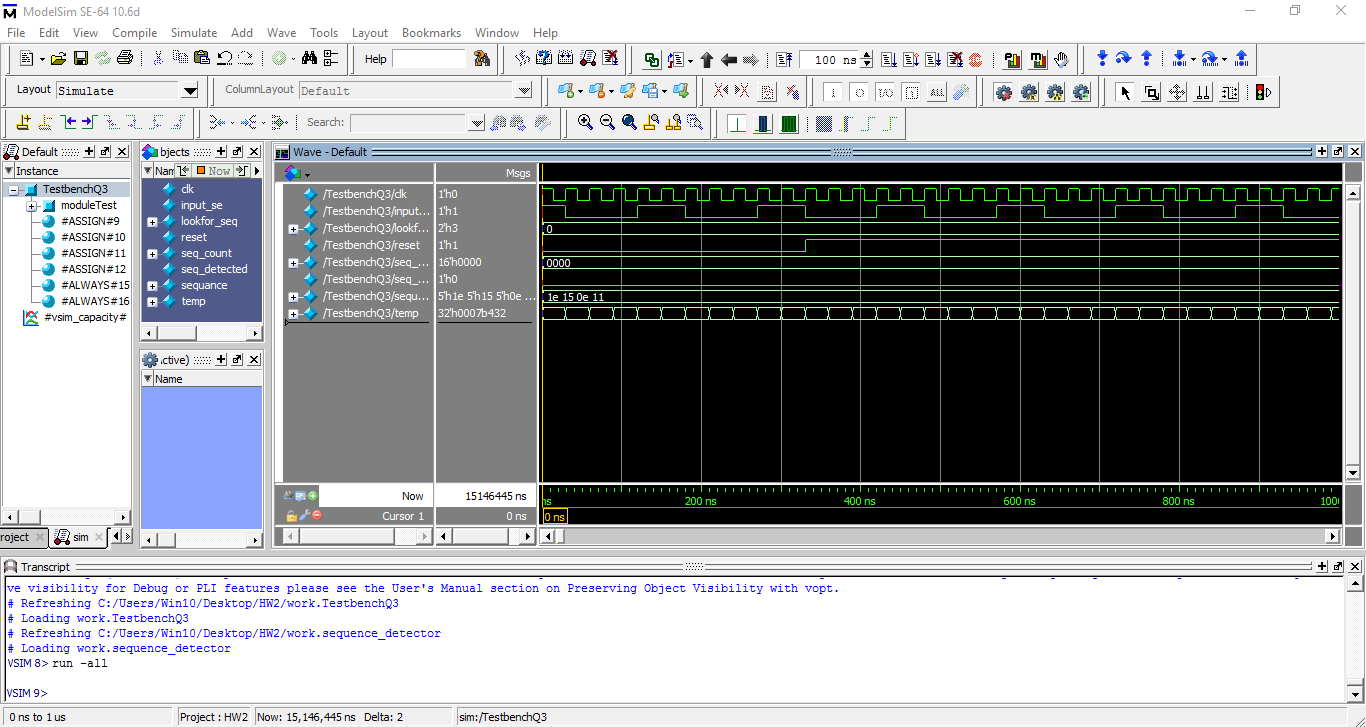 ModelSim SE-64 10.6d
File Edit View Compile Simulate Add Wave Tools Layout Bookmarks Window Help
Help
100 ns
Layout Simulate
ColumnLayout Default
ALL
Search:
Default
Instance
TestbenchQ3
moduleTest
#ASSIGN#9
#ASSIGN#10
#ASSIGN#11
#ASSIGN#12
#ALWAYS#15
#ALWAYS#16
#vsim_capacity#
roject
sim
bjects
Nam
Now
clk
input_se
lookfor_seq
reset
seq_count
seq_detected
sequance
temp
ctive)
Name
Wave - Default
Msgs
/TestbenchQ3/clk 1'h0
/TestbenchQ3/input... 1'h1
/TestbenchQ3/lookf... 2'h3 0
/TestbenchQ3/reset 1'h1
/TestbenchQ3/seq_... 16'h0000 0000
/TestbenchQ3/seq_... 1'h0
/TestbenchQ3/sequ... 5'h1e 5'h15 5'h0e ... 1e 15 0e 11
/TestbenchQ3/temp 32'h0007b432
Now 15146445 ns
ns 200 ns 400 ns 600 ns 800 ns 100
Cursor 1 0 ns
0 ns
Transcript
ve visibility for Debug or PLI features please see the User's Manual section on Preserving Object Visibility with vopt.
# Refreshing C:/Users/Win10/Desktop/HW2/work.TestbenchQ3
# Loading work.TestbenchQ3
# Refreshing C:/Users/Win10/Desktop/HW2/work.sequence_detector
# Loading work.sequence_detector
VSIM 8> run -all
VSIM 9>
0 ns to 1 us
Project : HW2
Now: 15,146,445 ns Delta: 2
sim:/TestbenchQ3